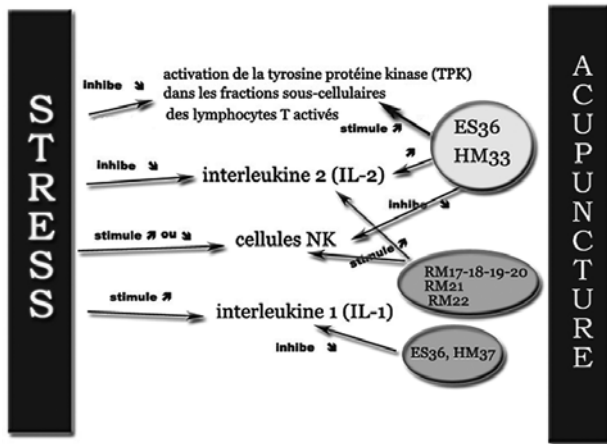 STRESS
inhibe ↘
activation de la tyrosine protéine kinase (TPK)
dans les fractions sous-cellulaires
des lymphocytes T activés
stimule ↗
ES36
HM33
inhibe ↘
interleukine 2 (IL-2)
↗
inhibe ↘
stimule ↗ ou ↘
cellules NK
stimule ↗
RM17-18-19-20
RM21
RM22
stimule ↗
interleukine 1 (IL-1)
inhibe ↘
ES36, HM37
ACUPUNCTURE